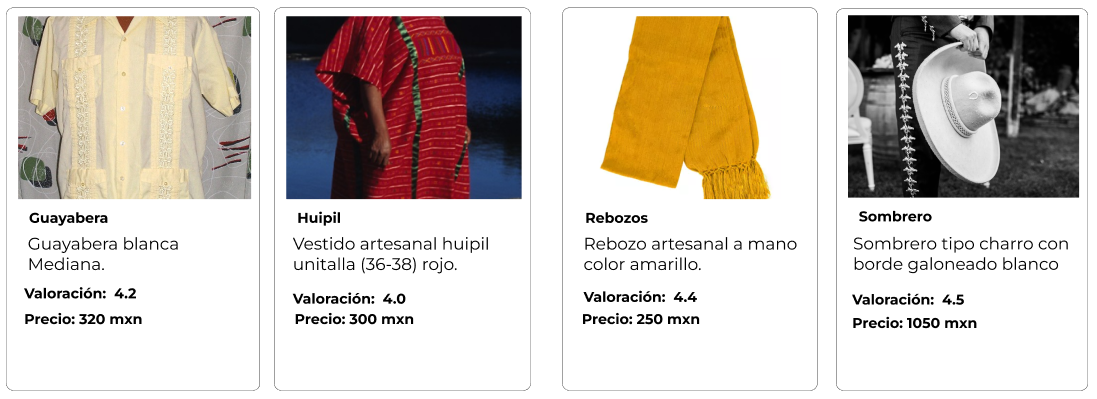 Guayabera
Guayabera blanca
Mediana.
Valoración: 4.2
Precio: 320 mxn
Huipil
Vestido artesanal huipil
unitalla (36-38) rojo.
Valoración: 4.0
Precio: 300 mxn
Rebozos
Rebozo artesanal a mano
color amarillo.
Valoración: 4.4
Precio: 250 mxn
Sombrero
Sombrero tipo charro con
borde galoneado blanco
Valoración: 4.5
Precio: 1050 mxn